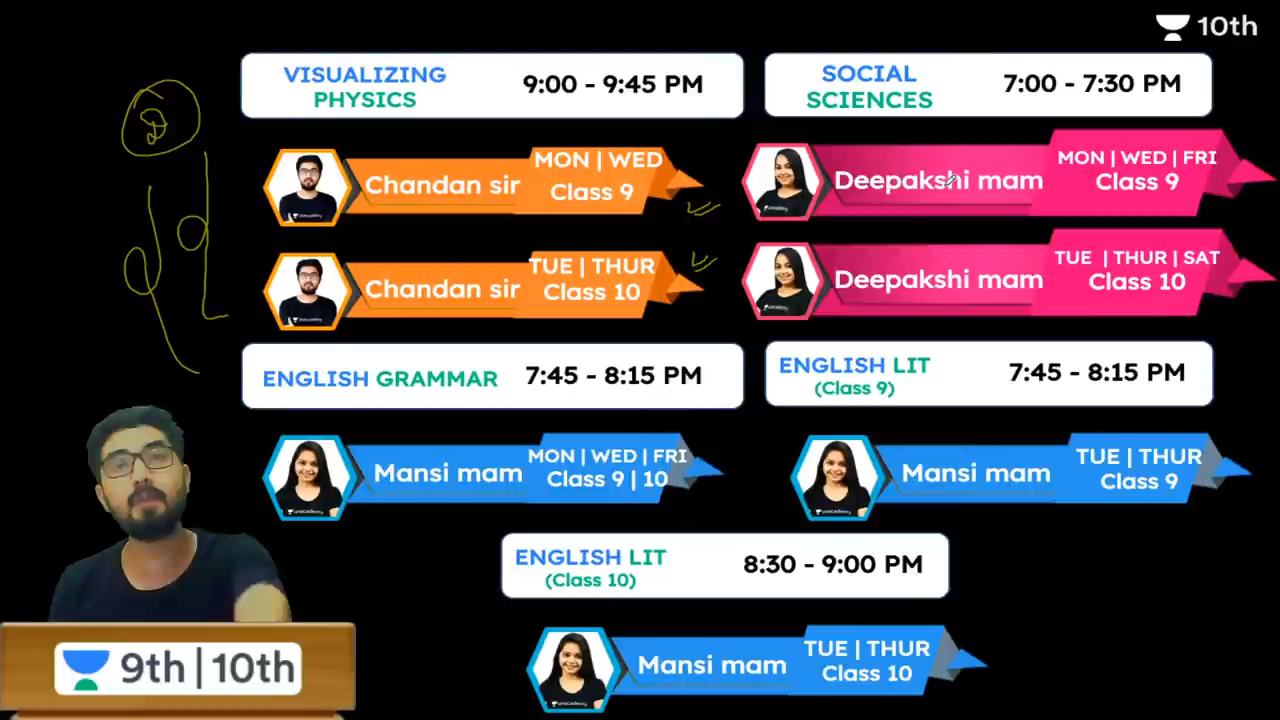 10th
VISUALIZING
PHYSICS
9:00 - 9:45 PM
SOCIAL
SCIENCES
7:00 - 7:30 PM
Chandan sir
MON | WED
Class 9
Deepakshi mam
MON | WED | FRI
Class 9
Chandan sir
TUE | THUR
Class 10
Deepakshi mam
TUE | THUR | SAT
Class 10
ENGLISH GRAMMAR
7:45 - 8:15 PM
ENGLISH LIT
(Class 9)
7:45 - 8:15 PM
Mansi mam
MON | WED | FRI
Class 9 | 10
Mansi mam
TUE | THUR
Class 9
ENGLISH LIT
(Class 10)
8:30 - 9:00 PM
Mansi mam
TUE | THUR
Class 10
9th | 10th